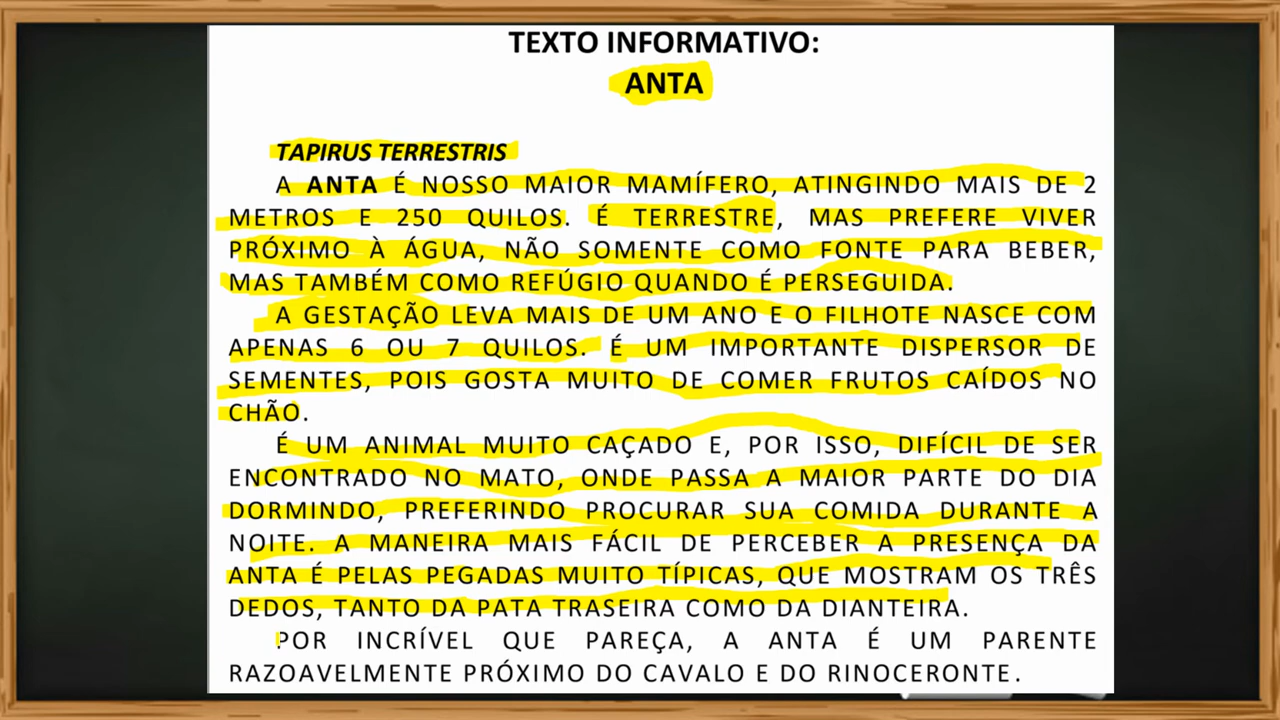 TEXTO INFORMATIVO:
ANTA
TAPIRUS TERRESTRIS
A ANTA É NOSSO MAIOR MAMÍFERO, ATINGINDO MAIS DE 2
METROS E 250 QUILOS. É TERRESTRE, MAS PREFERE VIVER
PRÓXIMO À ÁGUA, NÃO SOMENTE COMO FONTE PARA BEBER,
MAS TAMBÉM COMO REFÚGIO QUANDO É PERSEGUIDA.
A GESTAÇÃO LEVA MAIS DE UM ANO E O FILHOTE NASCE COM
APENAS 6 OU 7 QUILOS. É UM IMPORTANTE DISPERSOR DE
SEMENTES, POIS GOSTA MUITO DE COMER FRUTOS CAÍDOS NO
CHÃO.
É UM ANIMAL MUITO CAÇADO E, POR ISSO, DIFÍCIL DE SER
ENCONTRADO NO MATO, ONDE PASSA A MAIOR PARTE DO DIA
DORMINDO, PREFERINDO PROCURAR SUA COMIDA DURANTE A
NOITE. A MANEIRA MAIS FÁCIL DE PERCEBER A PRESENÇA DA
ANTA É PELAS PEGADAS MUITO TÍPICAS, QUE MOSTRAM OS TRÊS
DEDOS, TANTO DA PATA TRASEIRA COMO DA DIANTEIRA.
POR INCRÍVEL QUE PAREÇA, A ANTA É UM PARENTE
RAZOAVELMENTE PRÓXIMO DO CAVALO E DO RINOCERONTE.